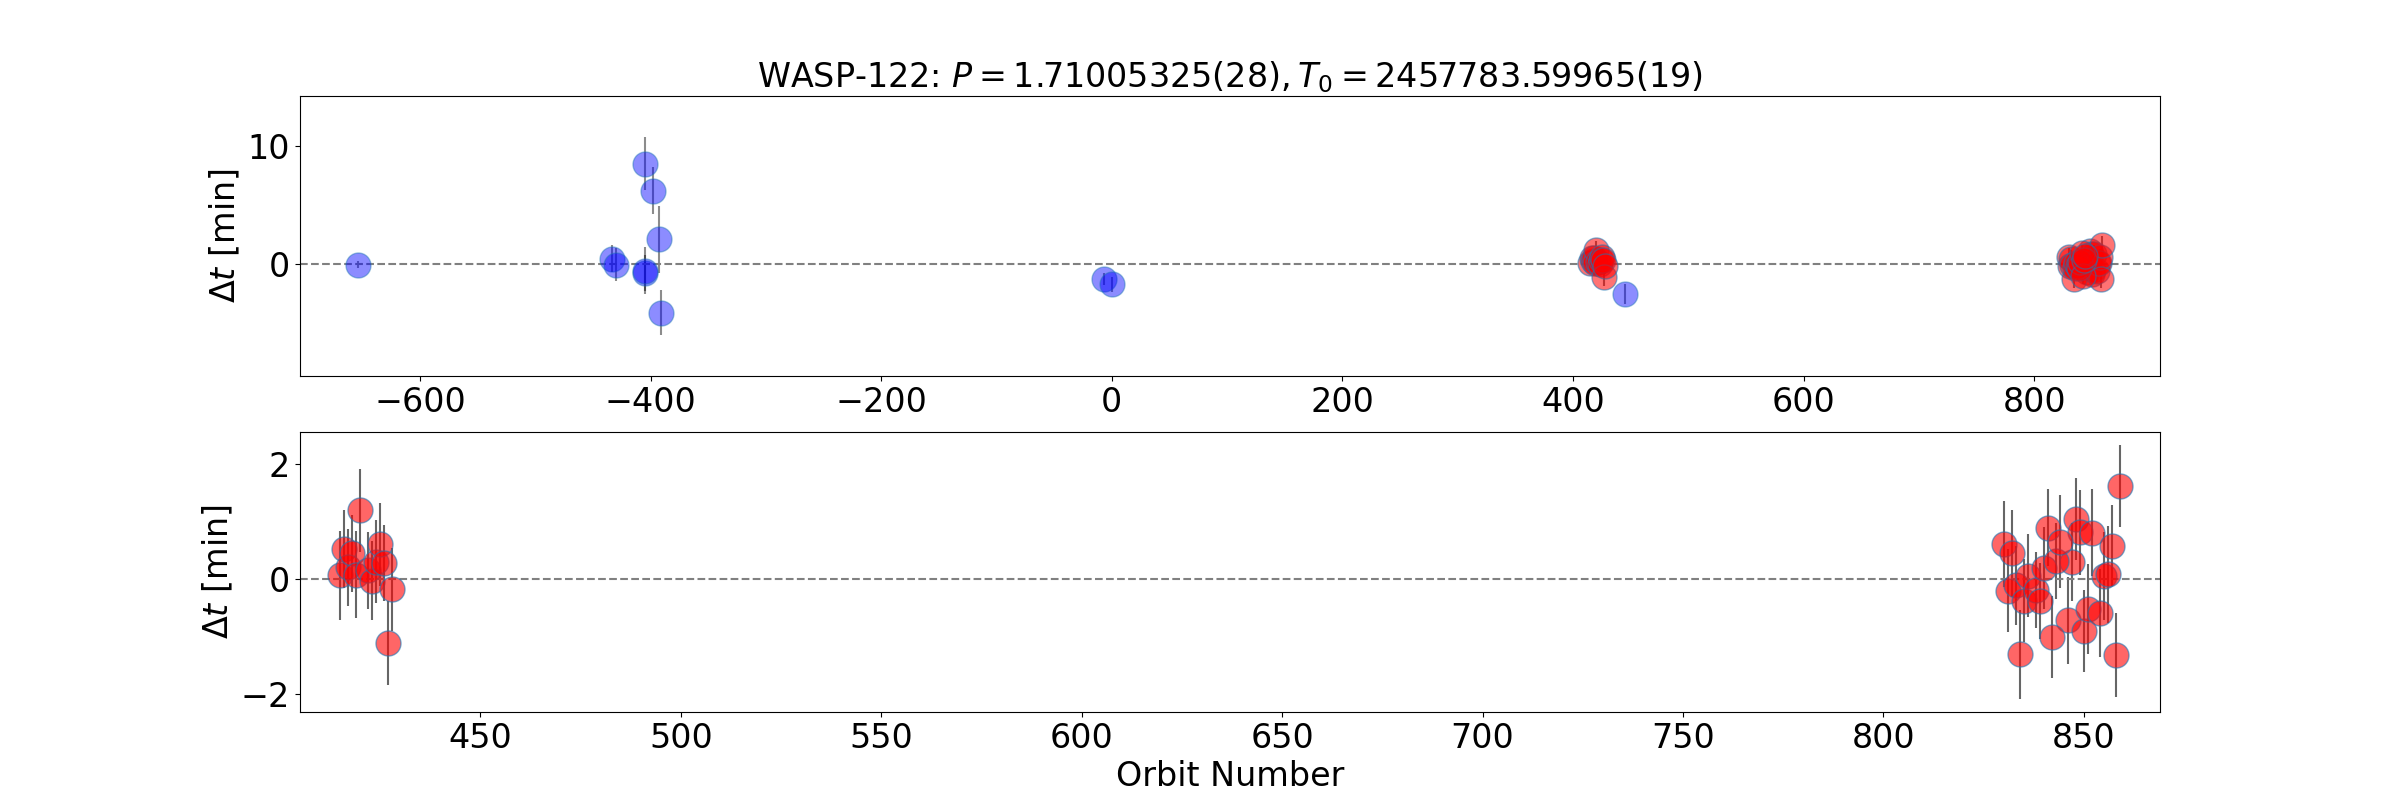 WASP-122: P = 1.71005325(28), T₀ = 2457783.59965(19)
Δt [min]
10
0
−600 −400 −200 0 200 400 600 800
Δt [min]
2
0
−2
450 500 550 600 650 700 750 800 850
Orbit Number